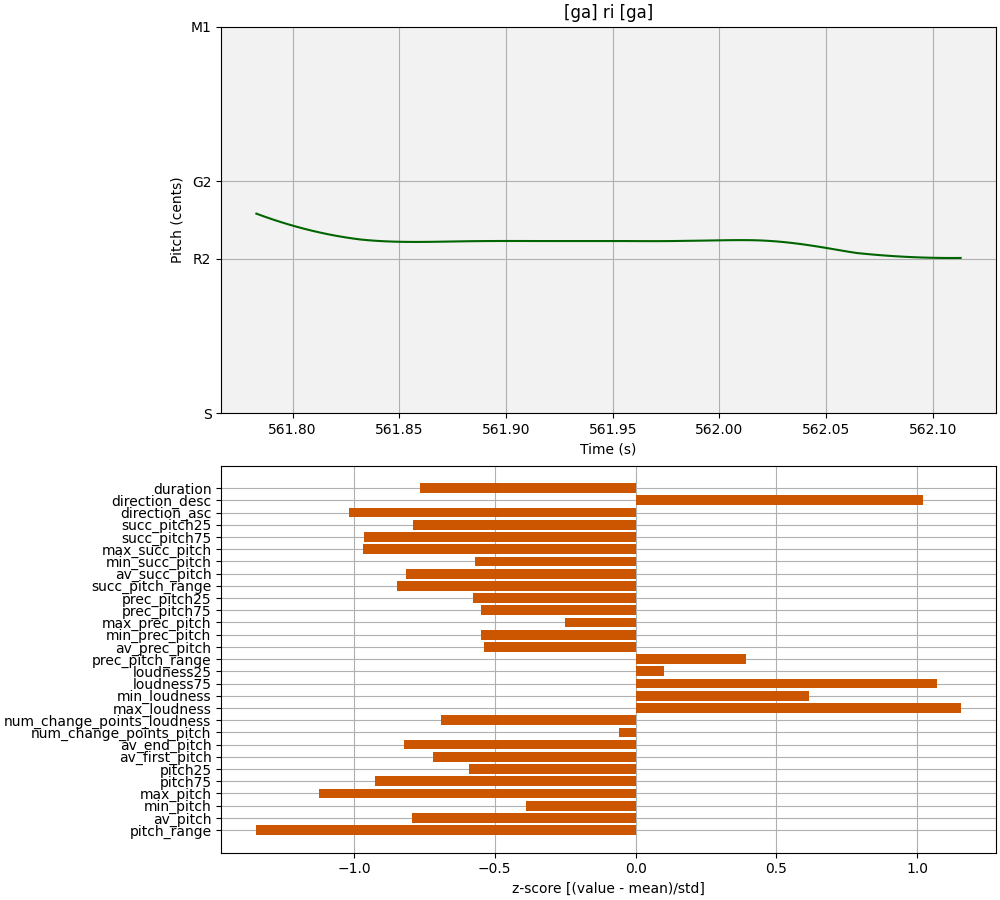 [ga] ri [ga]
M1
G2
R2
S
Pitch (cents)
561.80 561.85 561.90 561.95 562.00 562.05 562.10
Time (s)
duration
direction_desc
direction_asc
succ_pitch25
succ_pitch75
max_succ_pitch
min_succ_pitch
av_succ_pitch
succ_pitch_range
prec_pitch25
prec_pitch75
max_prec_pitch
min_prec_pitch
av_prec_pitch
prec_pitch_range
loudness25
loudness75
min_loudness
max_loudness
num_change_points_loudness
num_change_points_pitch
av_end_pitch
av_first_pitch
pitch25
pitch75
max_pitch
min_pitch
av_pitch
pitch_range
−1.0 −0.5 0.0 0.5 1.0
z-score [(value - mean)/std]